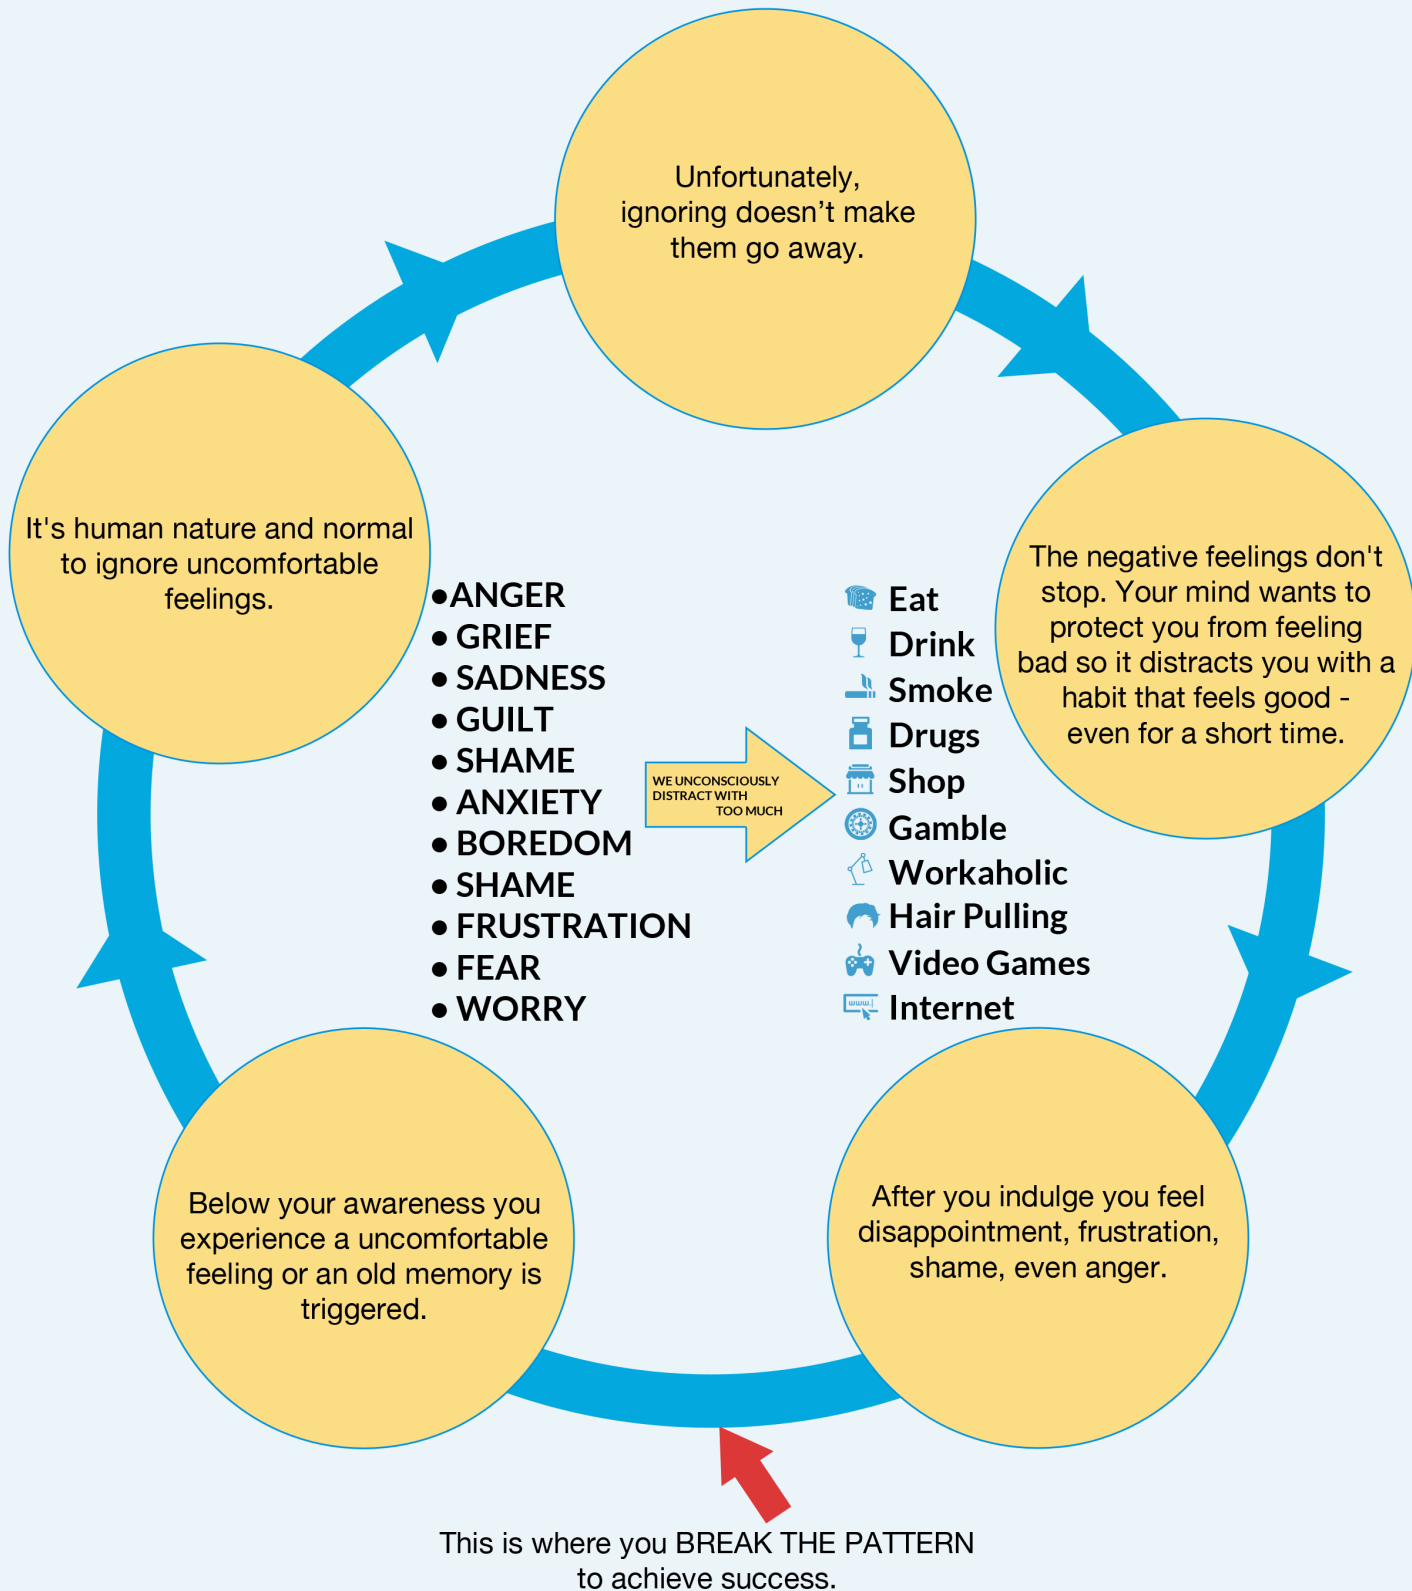 Unfortunately,
ignoring doesn’t make
them go away.
It's human nature and normal
to ignore uncomfortable
feelings.
The negative feelings don't
stop. Your mind wants to
protect you from feeling
bad so it distracts you with a
habit that feels good -
even for a short time.
•ANGER
• GRIEF
• SADNESS
• GUILT
• SHAME
• ANXIETY
• BOREDOM
• SHAME
• FRUSTRATION
• FEAR
• WORRY
WE UNCONSCIOUSLY
DISTRACT WITH
TOO MUCH
Eat
Drink
Smoke
Drugs
Shop
Gamble
Workaholic
Hair Pulling
Video Games
www.
Internet
Below your awareness you
experience a uncomfortable
feeling or an old memory is
triggered.
After you indulge you feel
disappointment, frustration,
shame, even anger.
This is where you BREAK THE PATTERN
to achieve success.